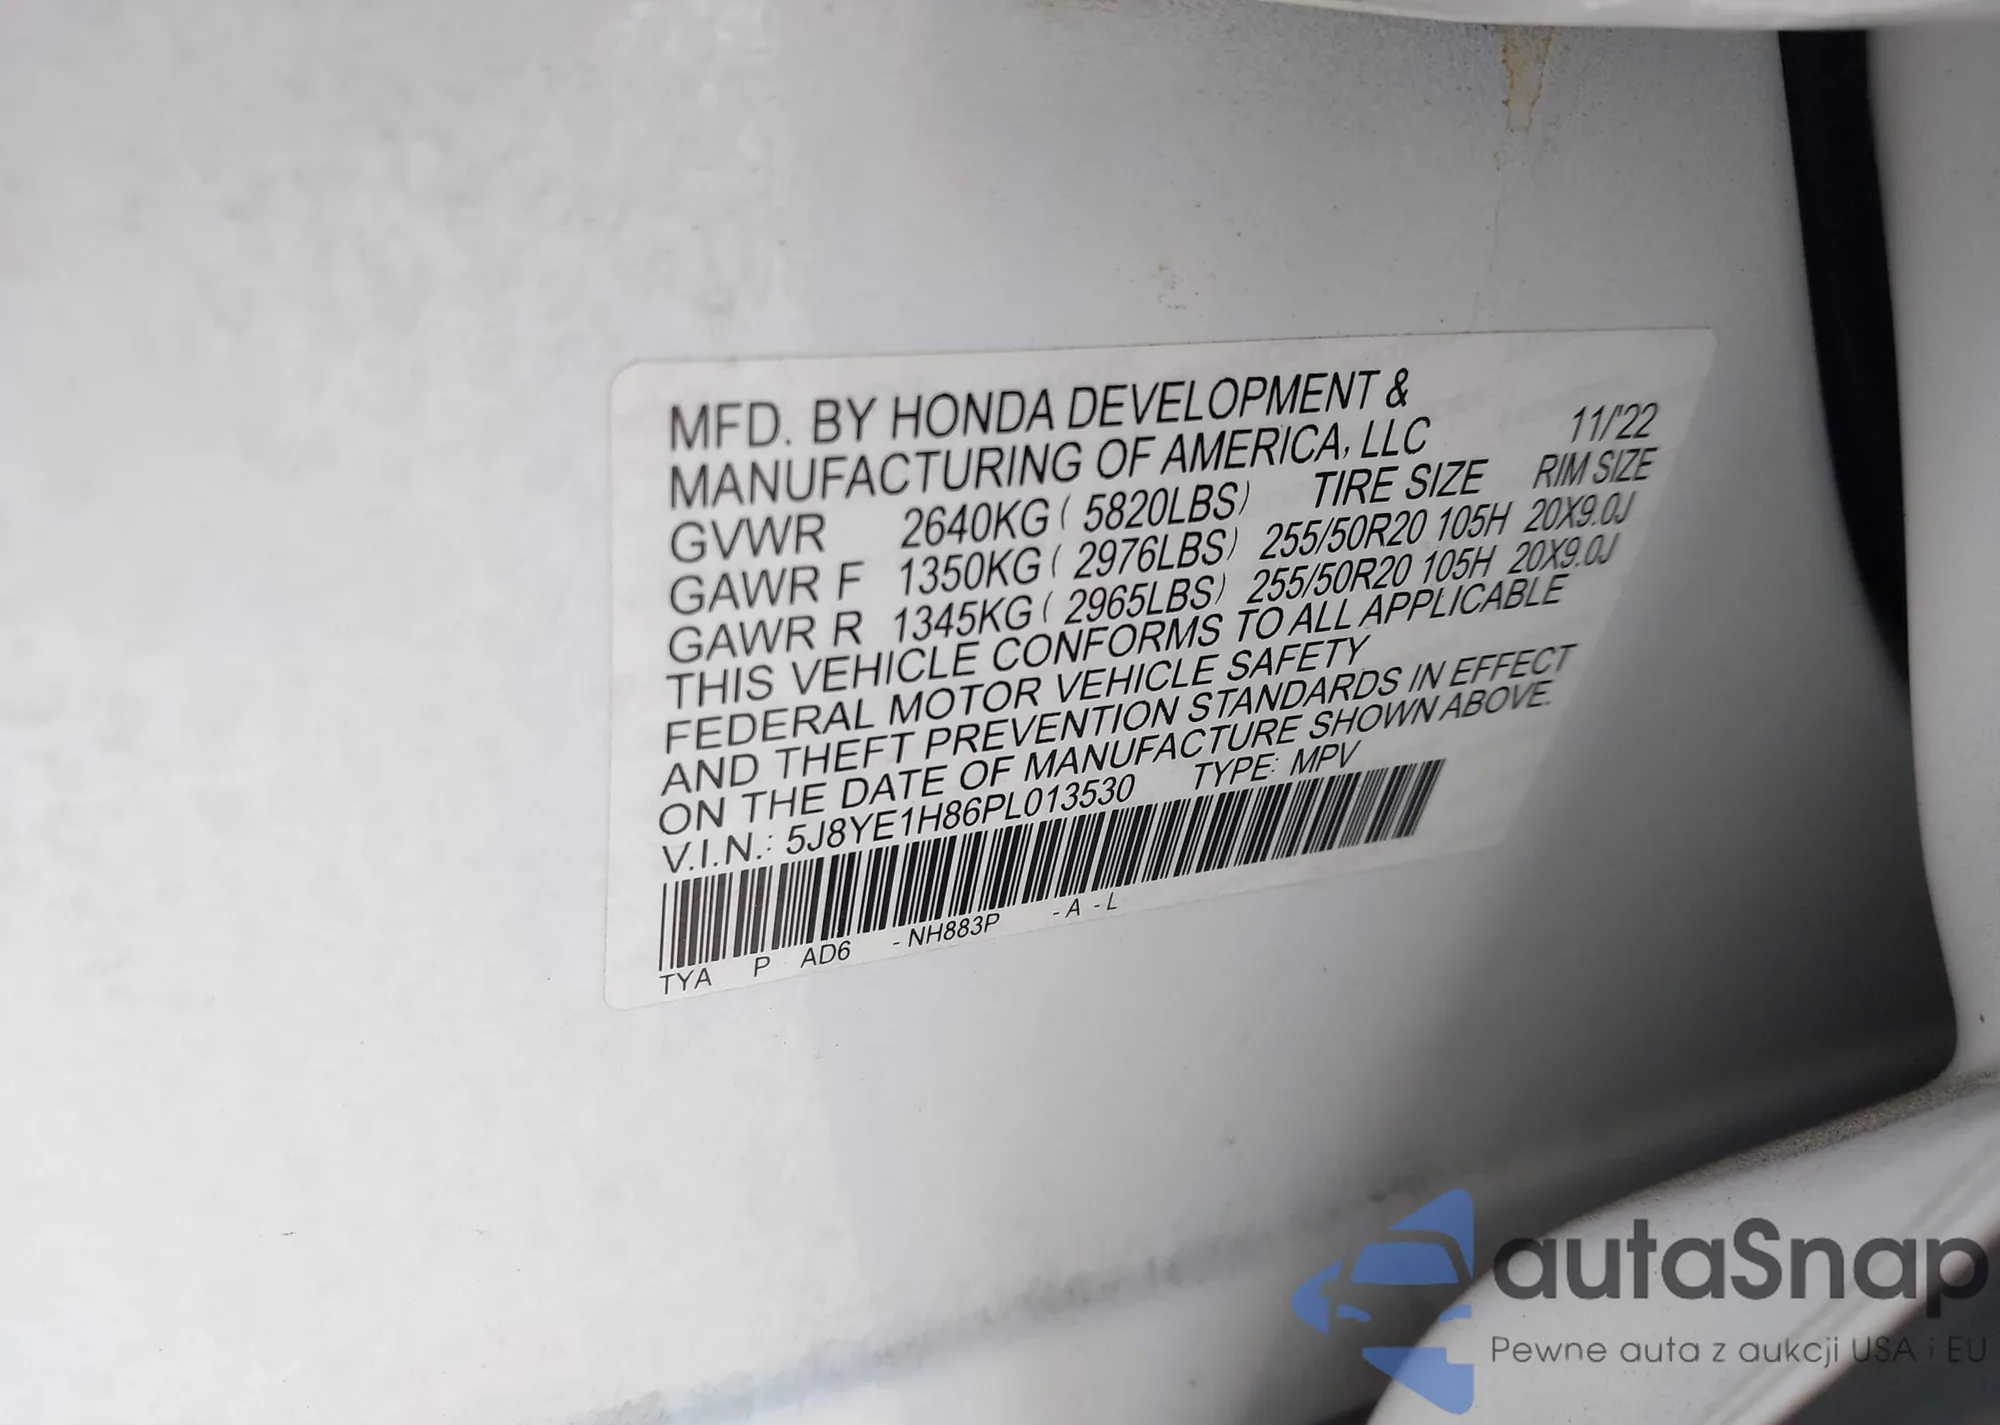 MFD. BY HONDA DEVELOPMENT &
MANUFACTURING OF AMERICA, LLC 11/'22
GVWR 2640KG ( 5820LBS) TIRE SIZE RIM SIZE
GAWR F 1350KG ( 2976LBS) 255/50R20 105H 20X9.0J
GAWR R 1345KG ( 2965LBS) 255/50R20 105H 20X9.0J
THIS VEHICLE CONFORMS TO ALL APPLICABLE
FEDERAL MOTOR VEHICLE SAFETY
AND THEFT PREVENTION STANDARDS IN EFFECT
ON THE DATE OF MANUFACTURE SHOWN ABOVE.
V.I.N.: 5J8YE1H86PL013530 TYPE: MPV
TYA P AD6 - NH883P - A - L
autaSnap
Pewne auta z aukcji USA i EU